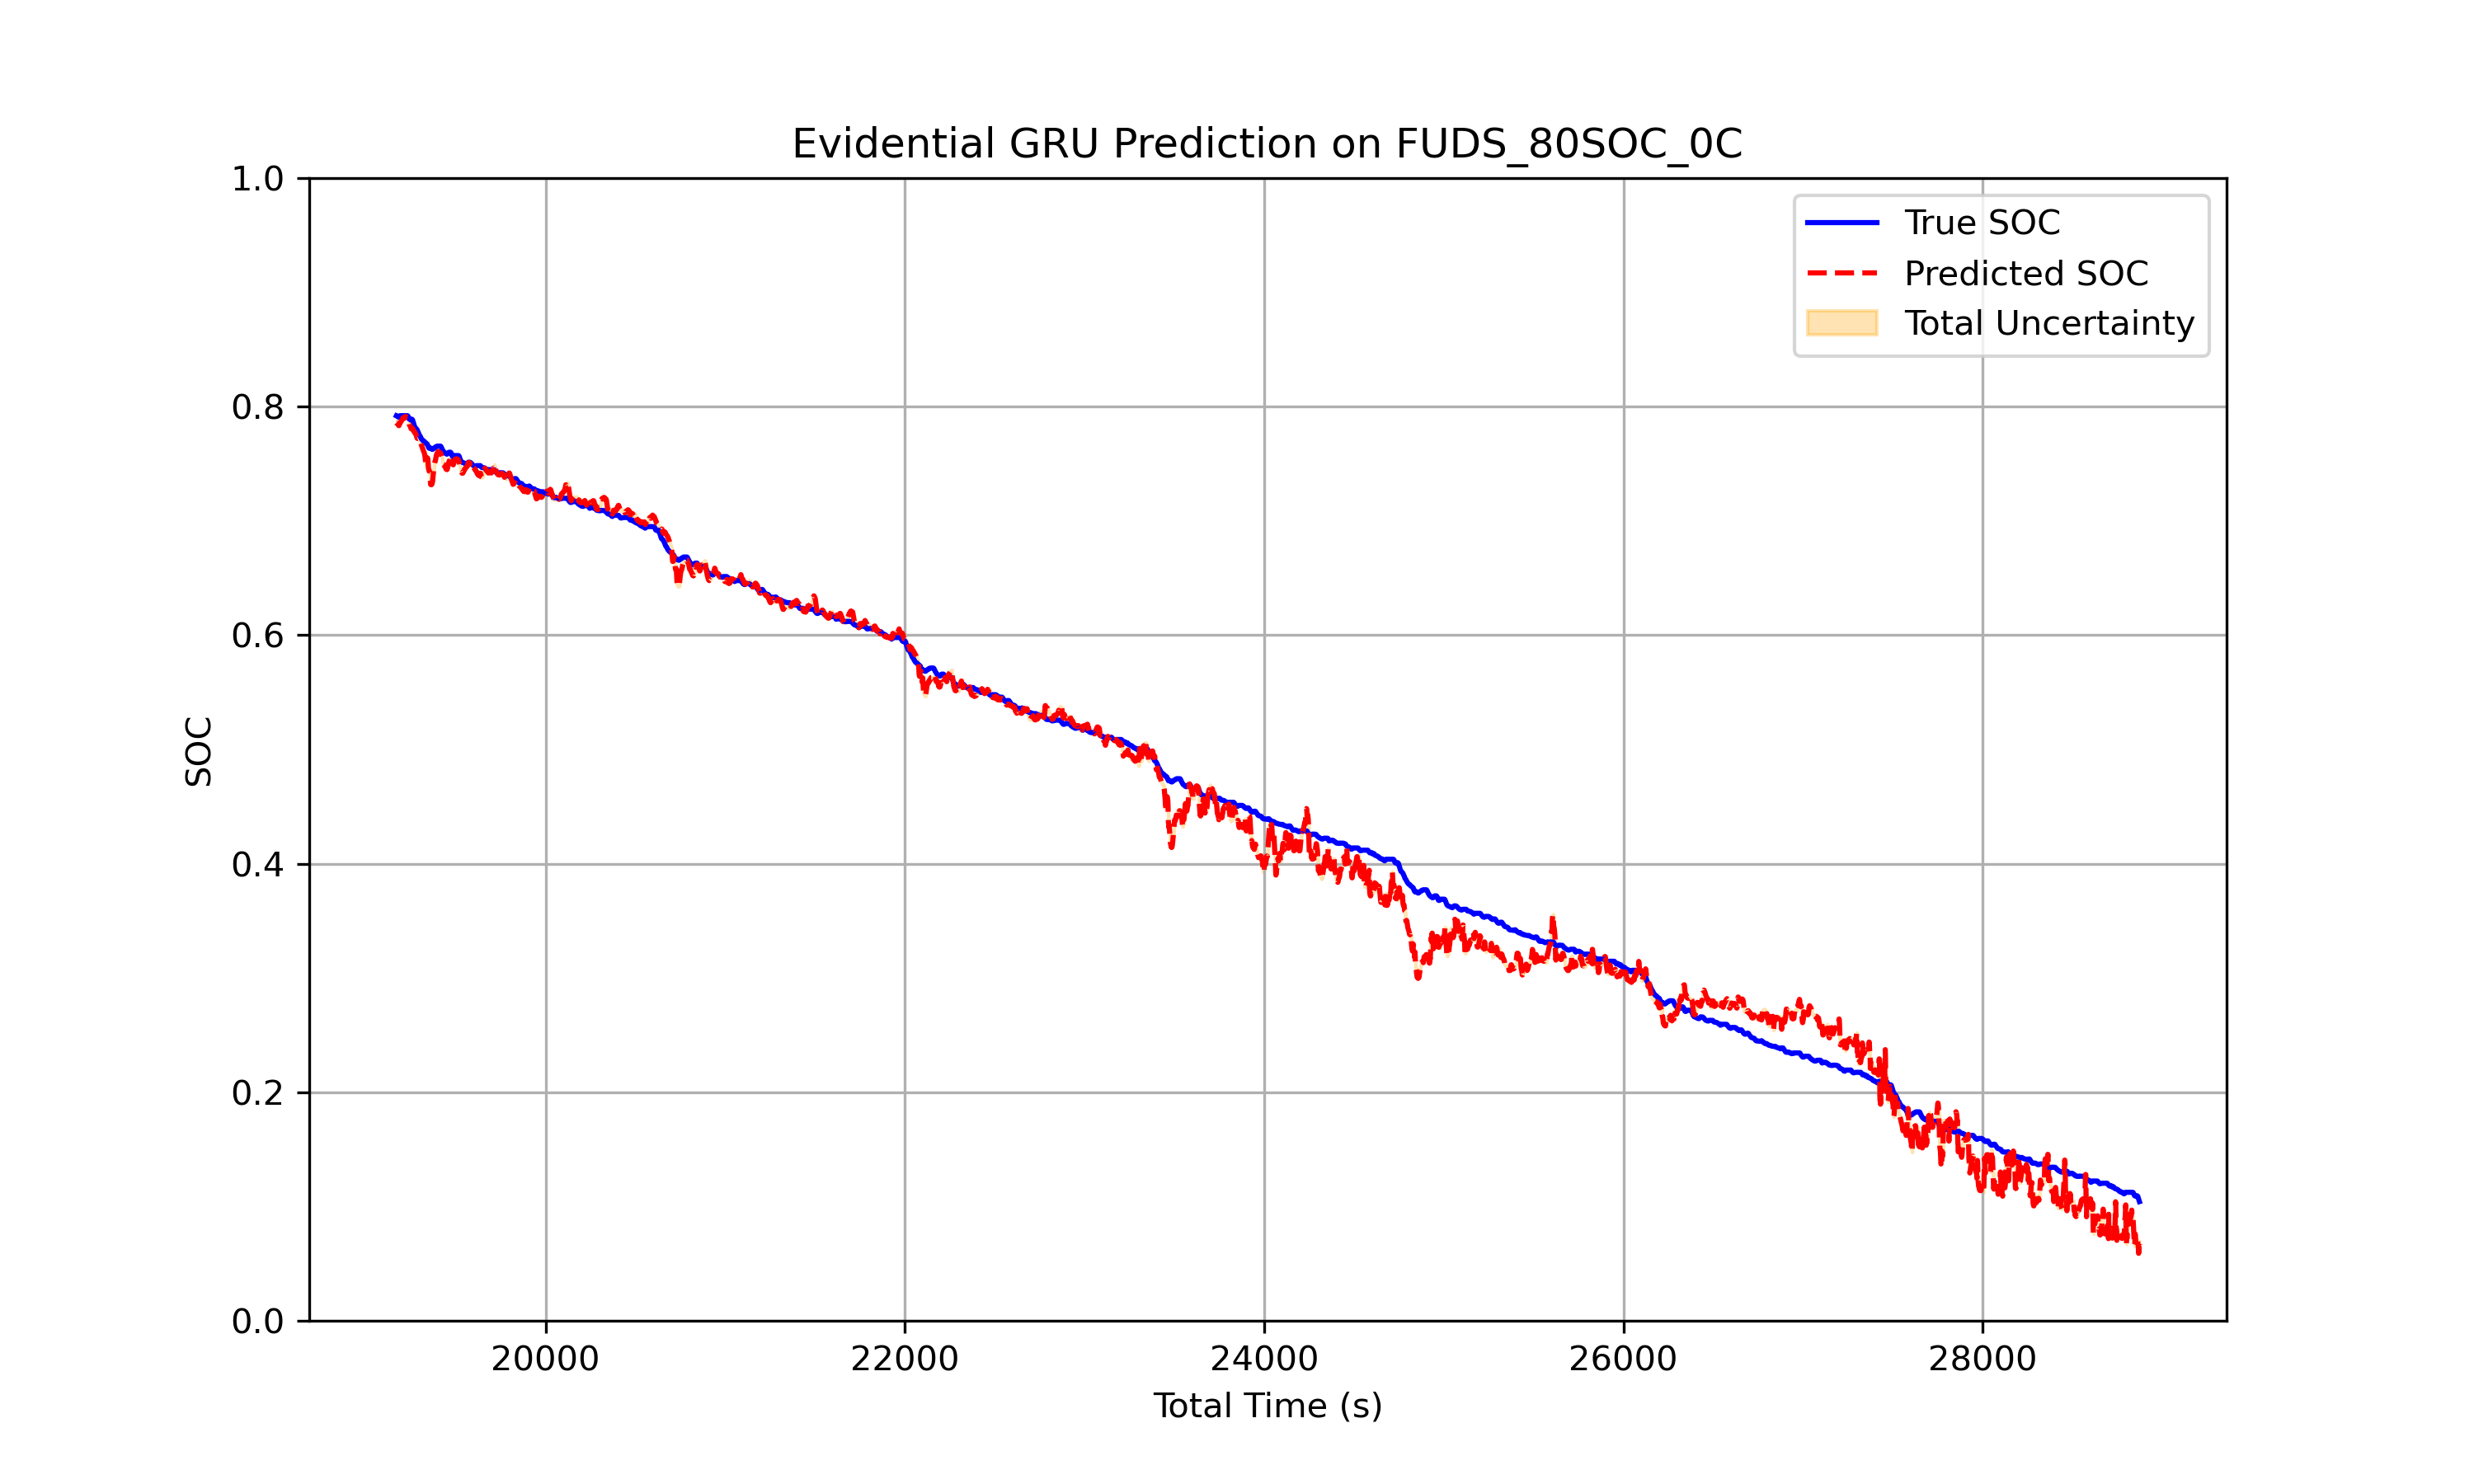 Evidential GRU Prediction on FUDS_80SOC_0C
1.0
0.8
0.6
0.4
0.2
0.0
SOC
True SOC
Predicted SOC
Total Uncertainty
20000 22000 24000 26000 28000
Total Time (s)